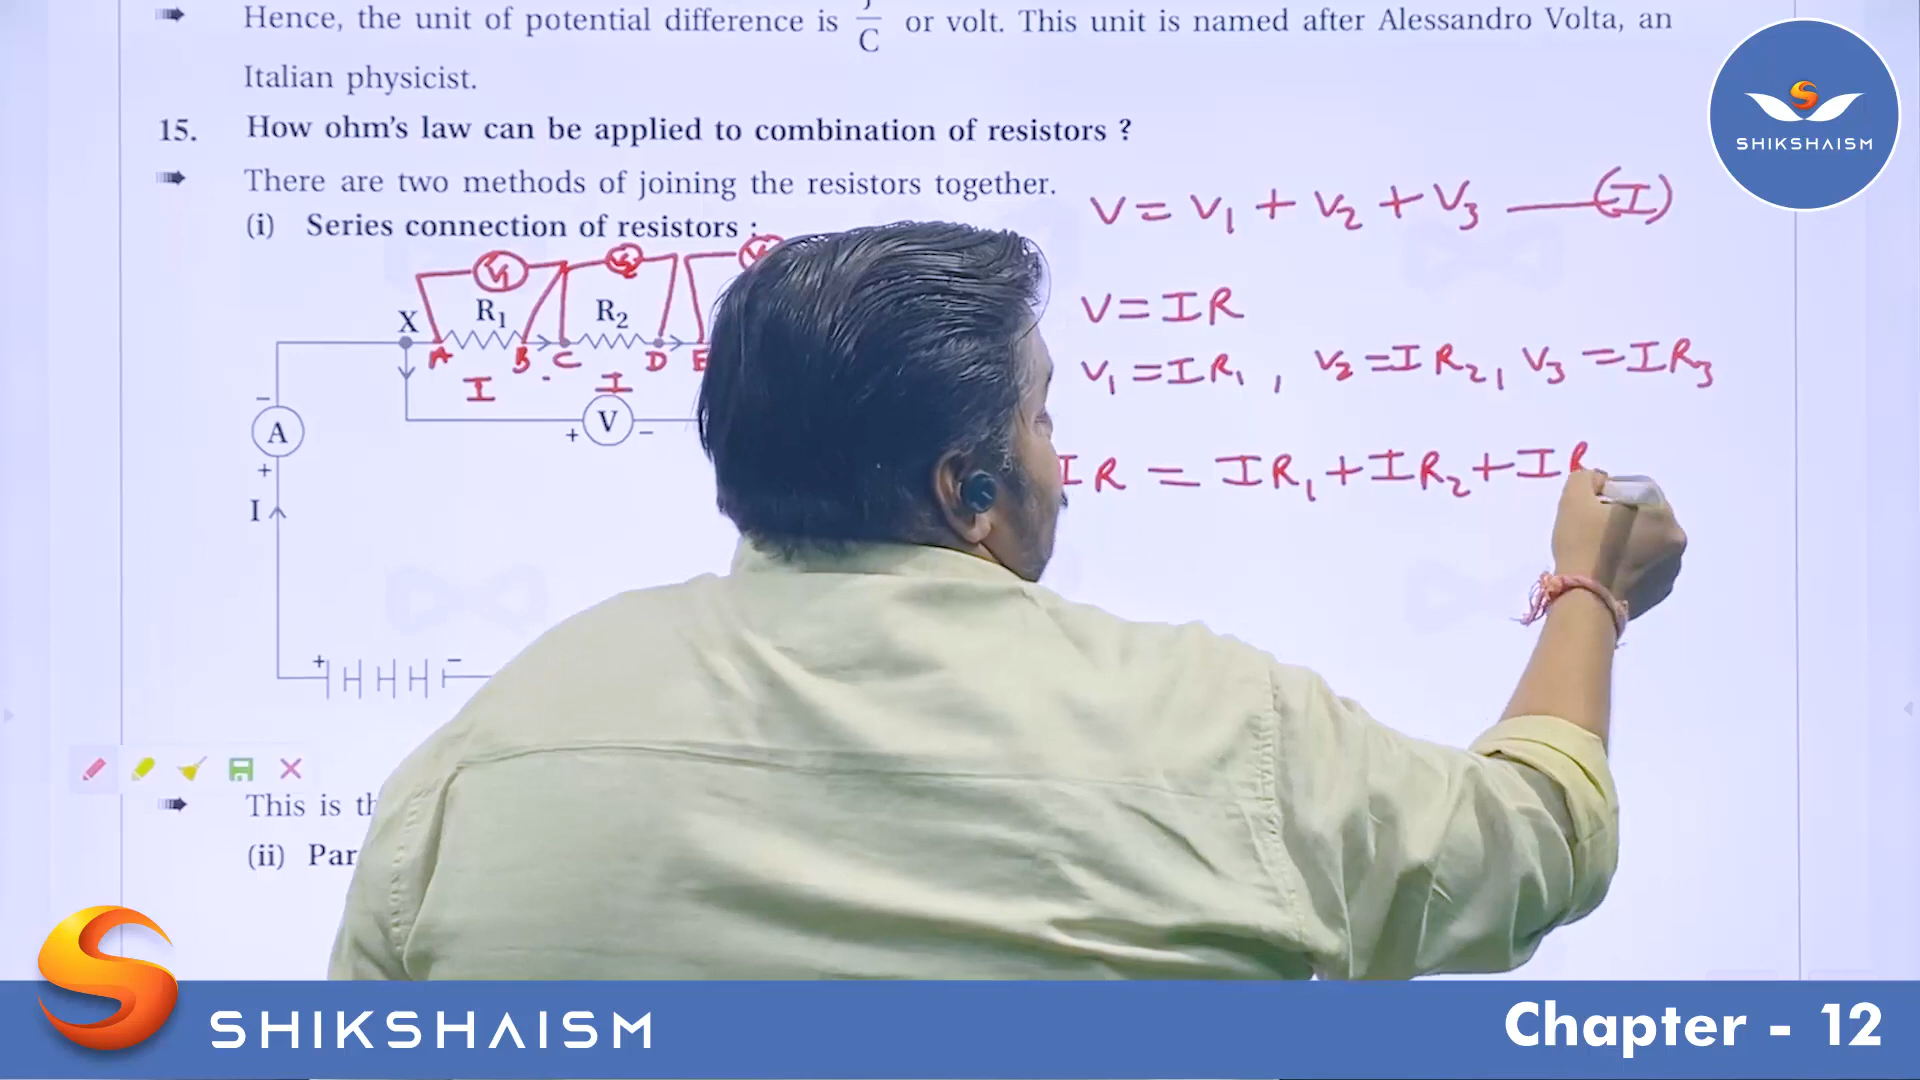 Hence, the unit of potential difference is J/C or volt. This unit is named after Alessandro Volta, an
Italian physicist.
SHIKSHAISM
15. How ohm's law can be applied to combination of resistors ?
There are two methods of joining the resistors together.
(i) Series connection of resistors :
V = V1 + V2 + V3 —(I)
V = IR
V1 = IR1 , V2 = IR2, V3 = IR3
IR = IR1 + IR2 + IR
V1 V2
X R1 R2
A B C D E
I I
- A +
+ V -
I
+ -
This is
(ii)
SHIKSHAISM
Chapter - 12